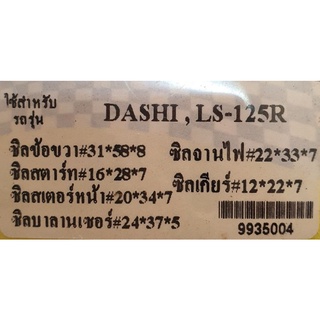 ใช้สำหรับ
รถรุ่น
DASHI , LS-125R
ซิลข้อขวา#31*58*8
ซิลจานไฟ#22*33*7
ซิลสตาร์ท#16*28*7
ซิลเกียร์#12*22*7
ซิลสเตอร์หน้า#20*34*7
ซิลบาลานเซอร์#24*37*5
9935004